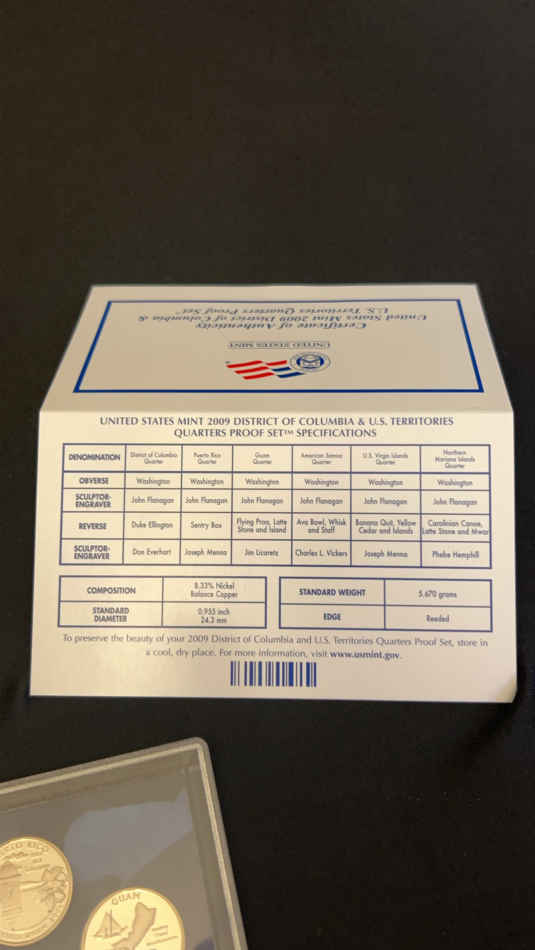 Certificate of Authenticity
United States Mint 2009 District of Columbia &
U.S. Territories Quarters Proof Set™
UNITED STATES MINT
UNITED STATES MINT 2009 DISTRICT OF COLUMBIA & U.S. TERRITORIES
QUARTERS PROOF SET™ SPECIFICATIONS
DENOMINATION District of Columbia Quarter Puerto Rico Quarter Guam Quarter American Samoa Quarter U.S. Virgin Islands Quarter Northern Mariana Islands Quarter
OBVERSE Washington Washington Washington Washington Washington Washington
SCULPTOR-ENGRAVER John Flanagan John Flanagan John Flanagan John Flanagan John Flanagan John Flanagan
REVERSE Duke Ellington Sentry Box Flying Proa, Latte Stone and Island Ava Bowl, Whisk and Staff Banana Quit, Yellow Cedar and Islands Carolinian Canoe, Latte Stone and Mwar
SCULPTOR-ENGRAVER Don Everhart Joseph Menna Jim Licaretz Charles L. Vickers Joseph Menna Phebe Hemphill
COMPOSITION 8.33% Nickel Balance Copper
STANDARD DIAMETER 0.955 inch 24.3 mm
STANDARD WEIGHT 5.670 grams
EDGE Reeded
To preserve the beauty of your 2009 District of Columbia and U.S. Territories Quarters Proof Set, store in
a cool, dry place. For more information, visit www.usmint.gov.
RICO
GUAM